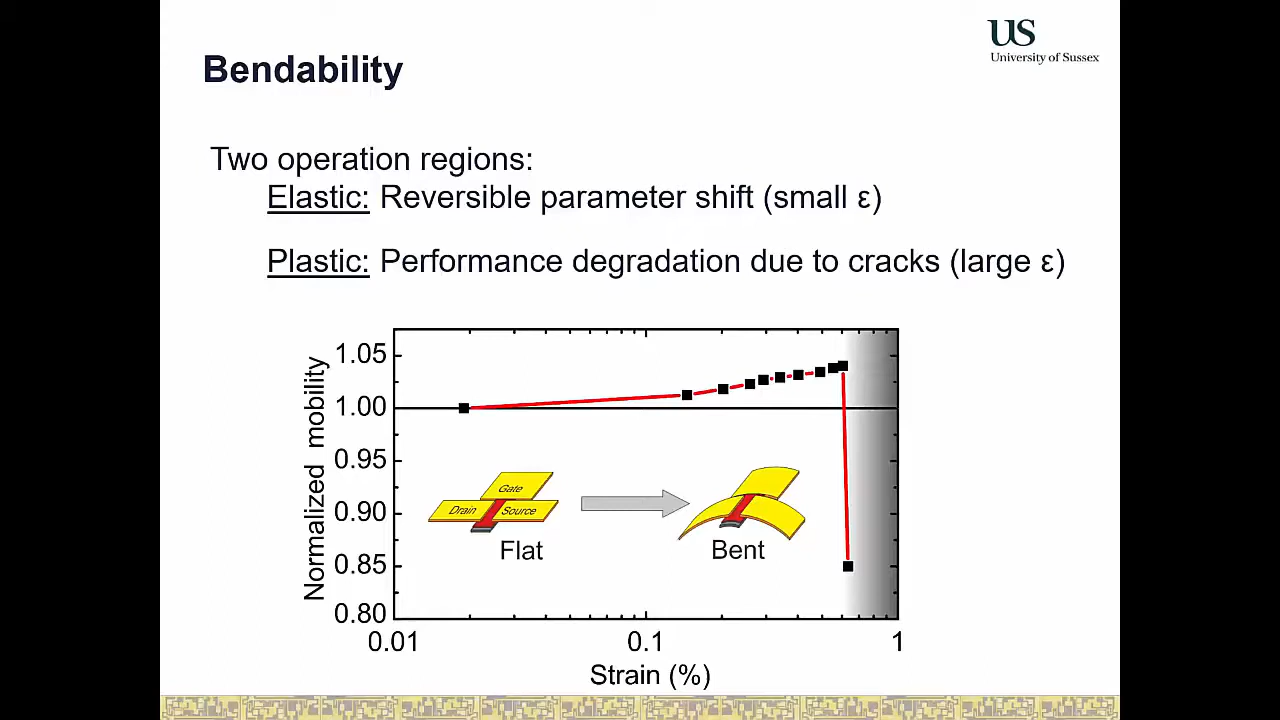 US
University of Sussex
Bendability
Two operation regions:
Elastic: Reversible parameter shift (small ε)
Plastic: Performance degradation due to cracks (large ε)
Normalized mobility
1.05
1.00
0.95
0.90
0.85
0.80
Gate
Drain
Source
Flat
Bent
0.01
0.1
1
Strain (%)